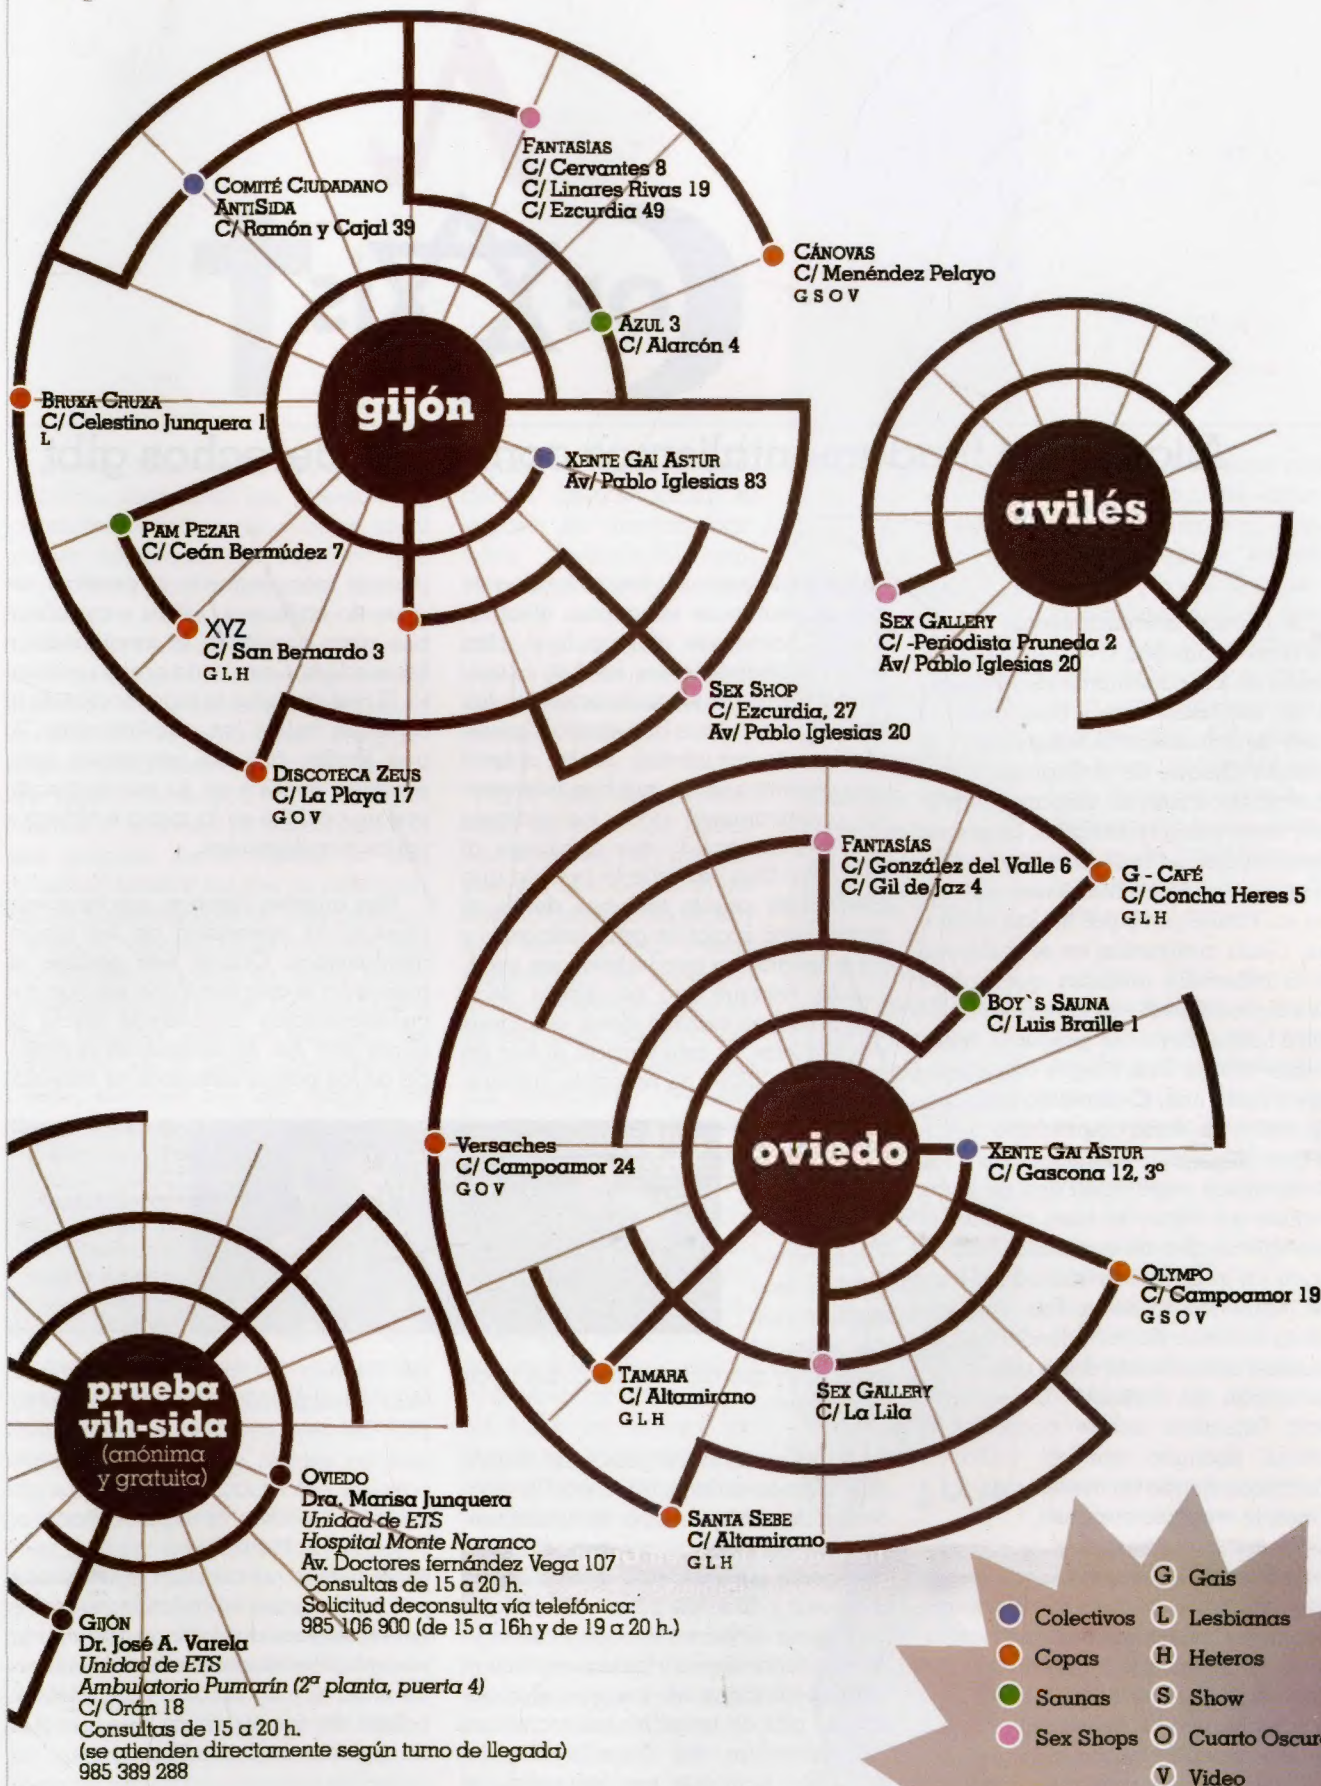 FANTASÍAS
C/ Cervantes 8
C/ Linares Rivas 19
C/ Ezcurdia 49
COMITÉ CIUDADANO
ANTISIDA
C/ Ramón y Cajal 39
CÁNOVAS
C/ Menéndez Pelayo
G S O V
AZUL 3
C/ Alarcón 4
BRUXA CRUXA
C/ Celestino Junquera 1
L
gijón
XENTE GAI ASTUR
Av/ Pablo Iglesias 83
PAM PEZAR
C/ Ceán Bermúdez 7
XYZ
C/ San Bernardo 3
G L H
SEX SHOP
C/ Ezcurdia, 27
Av/ Pablo Iglesias 20
DISCOTECA ZEUS
C/ La Playa 17
G O V
avilés
SEX GALLERY
C/ -Periodista Pruneda 2
Av/ Pablo Iglesias 20
FANTASÍAS
C/ González del Valle 6
C/ Gil de Jaz 4
G - CAFÉ
C/ Concha Heres 5
G L H
BOY`S SAUNA
C/ Luis Braille 1
Versaches
C/ Campoamor 24
G O V
oviedo
XENTE GAI ASTUR
C/ Gascona 12, 3º
OLYMPO
C/ Campoamor 19
G S O V
TAMARA
C/ Altamirano
G L H
SEX GALLERY
C/ La Lila
SANTA SEBE
C/ Altamirano
G L H
prueba
vih-sida
(anónima
y gratuita)
OVIEDO
Dra. Marisa Junquera
Unidad de ETS
Hospital Monte Naranco
Av. Doctores fernández Vega 107
Consultas de 15 a 20 h.
Solicitud deconsulta vía telefónica:
985 106 900 (de 15 a 16h y de 19 a 20 h.)
GIJÓN
Dr. José A. Varela
Unidad de ETS
Ambulatorio Pumarín (2ª planta, puerta 4)
C/ Orán 18
Consultas de 15 a 20 h.
(se atienden directamente según turno de llegada)
985 389 288
Colectivos
Copas
Saunas
Sex Shops
G Gais
L Lesbianas
H Heteros
S Show
O Cuarto Oscuro
V Video